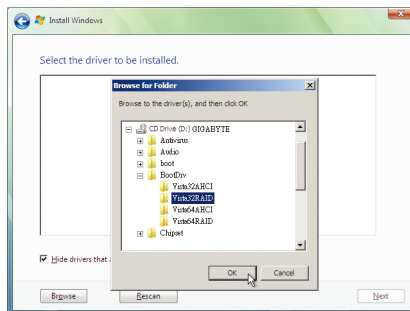 Install Windows
Select the driver to be installed.
Browse for Folder
Browse to the driver(s), and then click OK
CD Drive (D:) GIGABYTE
Antivirus
Audio
boot
BootDrv
Vista32AHCI
Vista32RAID
Vista64AHCI
Vista64RAID
Chipset
OK
Cancel
Hide drivers that
Browse
Rescan
Next